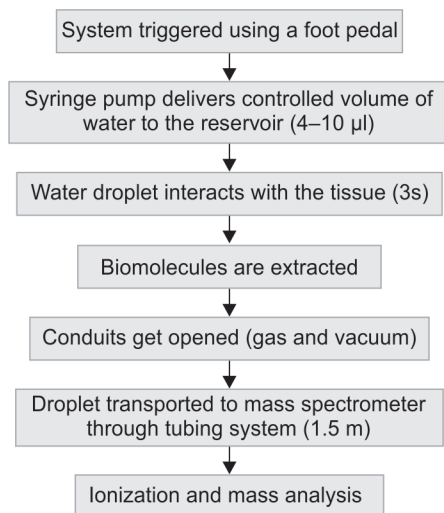 System triggered using a foot pedal
Syringe pump delivers controlled volume of
water to the reservoir (4–10 µl)
Water droplet interacts with the tissue (3s)
Biomolecules are extracted
Conduits get opened (gas and vacuum)
Droplet transported to mass spectrometer
through tubing system (1.5 m)
Ionization and mass analysis